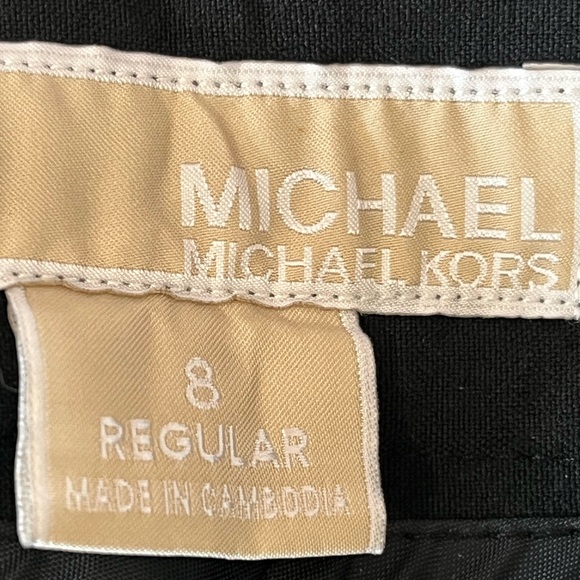 MICHAEL
MICHAEL KORS
8
REGULAR
MADE IN CAMBODIA